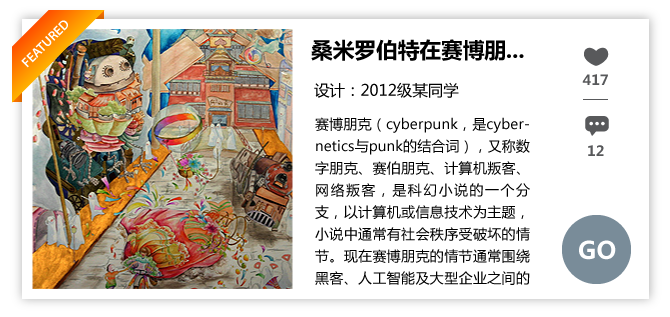 FEATURED
桑米罗伯特在赛博朋...
设计：2012级某同学
赛博朋克（cyberpunk，是cyber-
netics与punk的结合词），又称数
字朋克、赛伯朋克、计算机叛客、
网络叛客，是科幻小说的一个分
支，以计算机或信息技术为主题，
小说中通常有社会秩序受破坏的情
节。现在赛博朋克的情节通常围绕
黑客、人工智能及大型企业之间的
417
12
GO